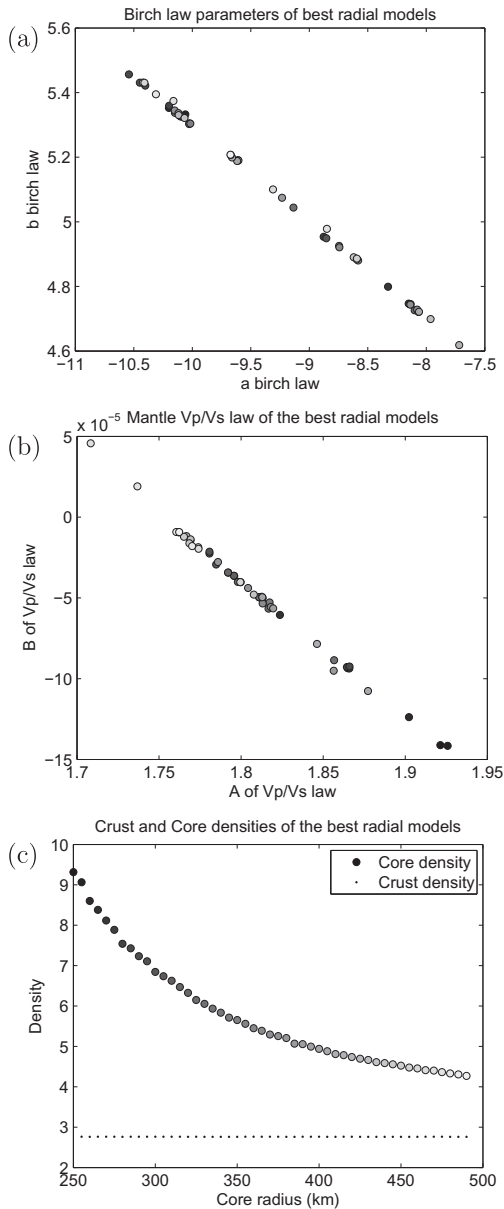 (a)
Birch law parameters of best radial models
5.6
5.4
5.2
5
4.8
4.6
b birch law
−11 −10.5 −10 −9.5 −9 −8.5 −8 −7.5
a birch law
(b)
x 10⁻⁵ Mantle Vp/Vs law of the best radial models
5
0
−5
−10
−15
B of Vp/Vs law
1.7 1.75 1.8 1.85 1.9 1.95
A of Vp/Vs law
(c)
Crust and Core densities of the best radial models
10
9
8
7
6
5
4
3
2
Density
Core density
Crust density
250 300 350 400 450 500
Core radius (km)